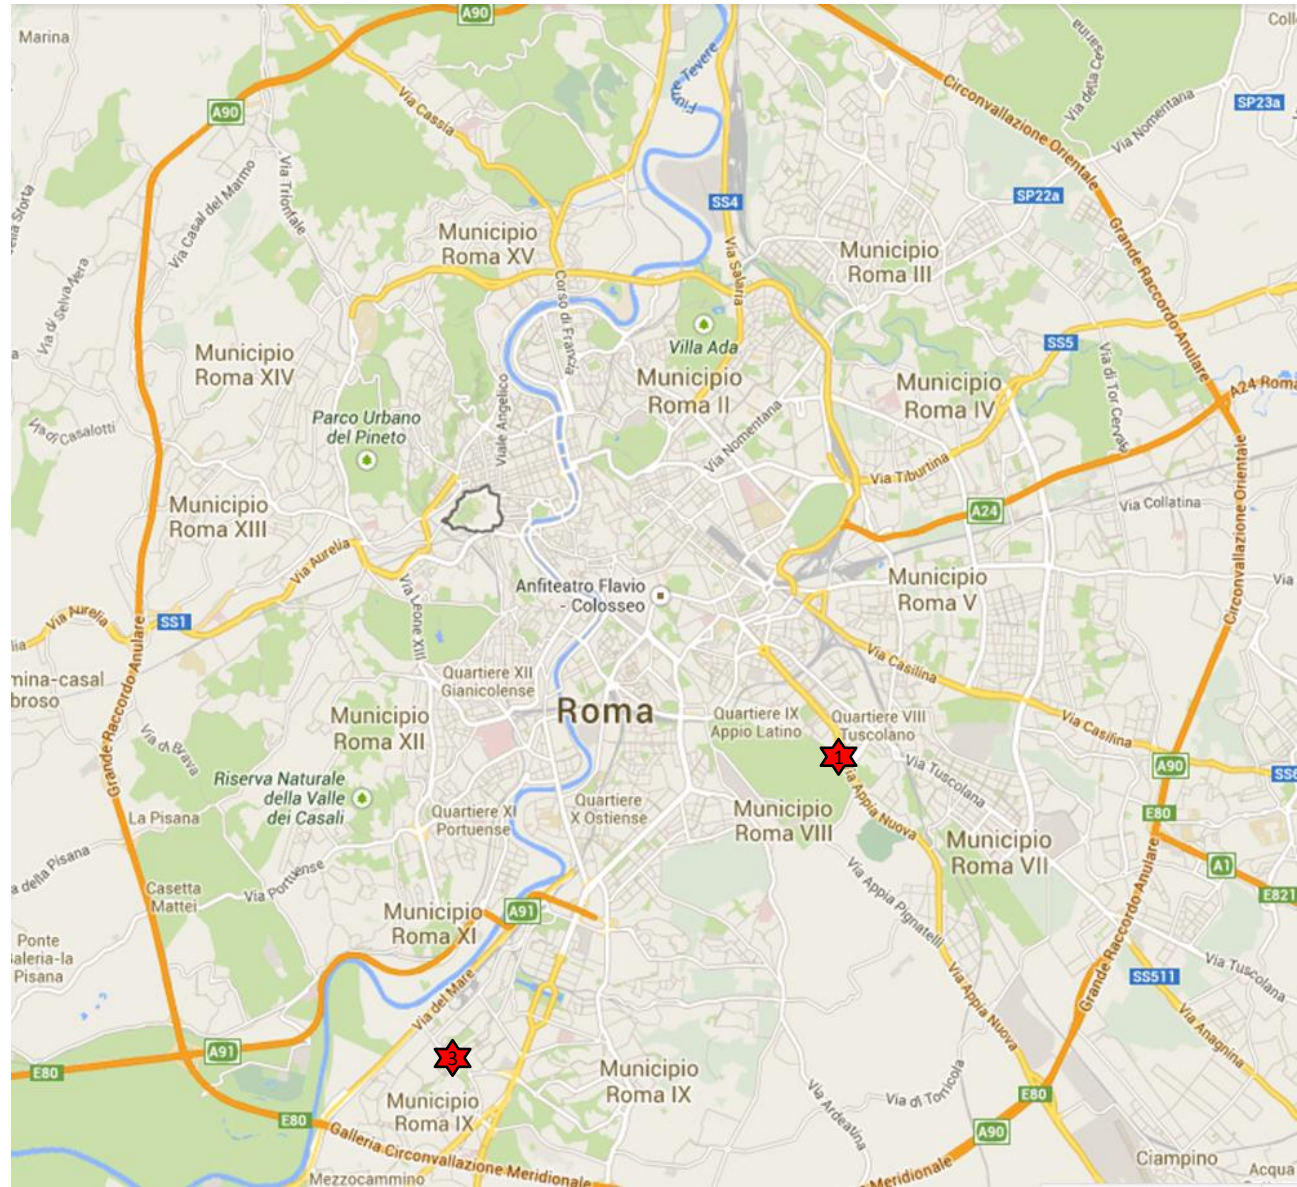 A90
Coll
Marina
Fiume Tevere
Via della Cesarina
Circonvallazione Orientale
SP23a
A90
Via Cassia
Via Nomentana
Via Trionfale
Via Casal del Marmo
SP22a
SS4
Via di Selva Nera
Municipio
Roma XV
Via Salaria
Municipio
Roma III
Grande Raccordo Anulare
Corso di Francia
Villa Ada
SS5
Via di Tor Cervara
Municipio
Roma XIV
Municipio
Roma II
Municipio
Roma IV
A24 Roma
Viale Angelico
Parco Urbano
del Pineto
Via Nomentana
Via Tiburtina
Municipio
Roma XIII
A24
Via Collatina
Circonvallazione Orientale
Via Aurelia
Anfiteatro Flavio
- Colosseo
Municipio
Roma V
Via
Via Leone XIII
Via Aurelia
SS1
lia
Grande Raccordo Anulare
Via Casilina
mina-casal
broso
Quartiere XII
Gianicolense
Roma
Municipio
Roma XII
Quartiere IX
Appio Latino
Quartiere VIII
Tuscolano
Via Casilina
Via di Brava
1
A90
SS6
Via Tuscolana
Riserva Naturale
della Valle
dei Casali
Via Appia Nuova
La Pisana
Quartiere XI
Portuense
Quartiere
X Ostiense
Municipio
Roma VIII
E80
Municipio
Roma VII
a della Pisana
Via Portuense
Casetta
Mattei
A1
E821
Via Appia Pignatelli
Municipio
Roma XI
A91
Grande Raccordo Anulare
Ponte
Galeria-la
Pisana
Via del Mare
Via Appia Nuova
SS511
Via Tuscolana
Via Anagnina
A91
E80
3
Municipio
Roma IX
Municipio
Roma IX
Via Ardeatina
Via di Torricola
E80
E80
A90
Galleria Circonvallazione Meridionale
Meridionale
Ciampino
Mezzocammino
Acqua